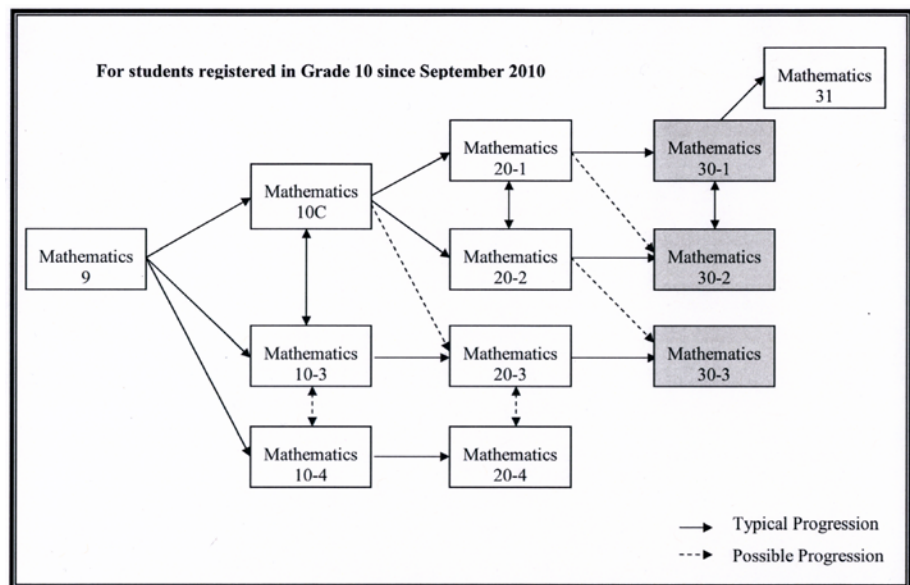 For students registered in Grade 10 since September 2010
Mathematics
31
Mathematics
20-1
Mathematics
30-1
Mathematics
10C
Mathematics
9
Mathematics
20-2
Mathematics
30-2
Mathematics
10-3
Mathematics
20-3
Mathematics
30-3
Mathematics
10-4
Mathematics
20-4
Typical Progression
Possible Progression